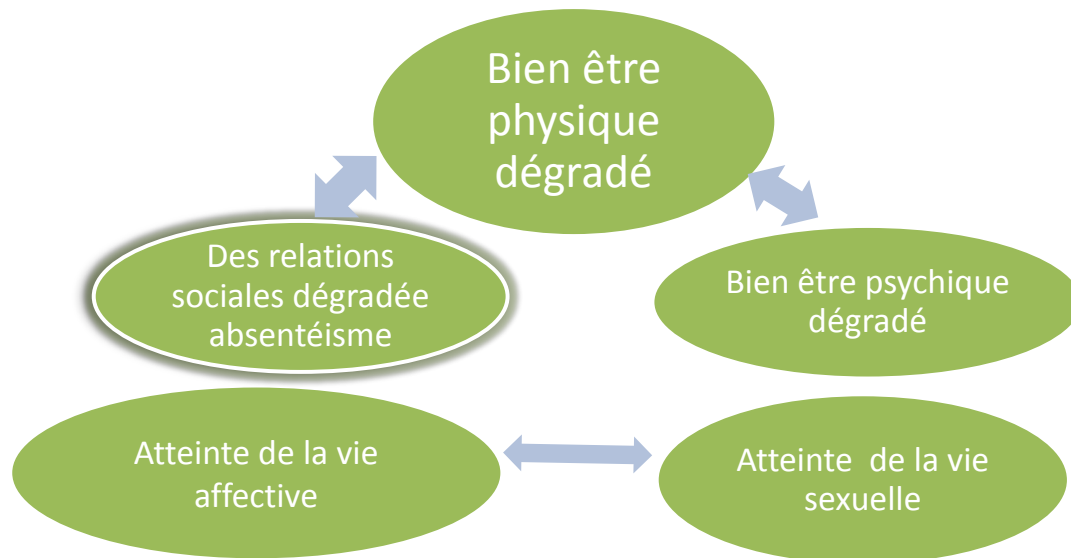 Bien être
physique
dégradé
Des relations
sociales dégradée
absentéisme
Bien être psychique
dégradé
Atteinte de la vie
affective
Atteinte de la vie
sexuelle